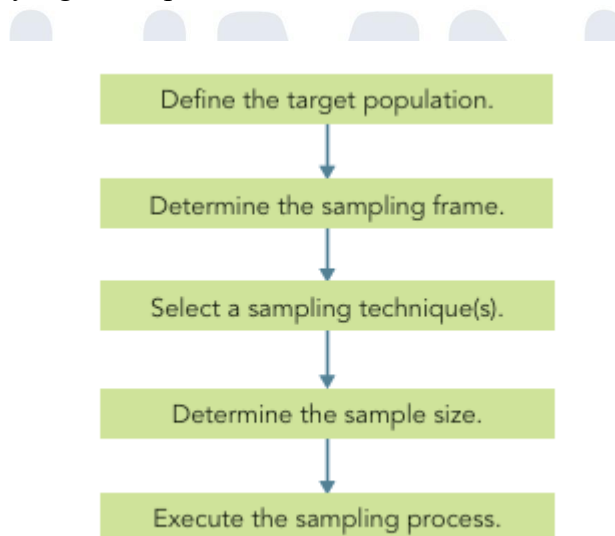 Define the target population.
Determine the sampling frame.
Select a sampling technique(s).
Determine the sample size.
Execute the sampling process.